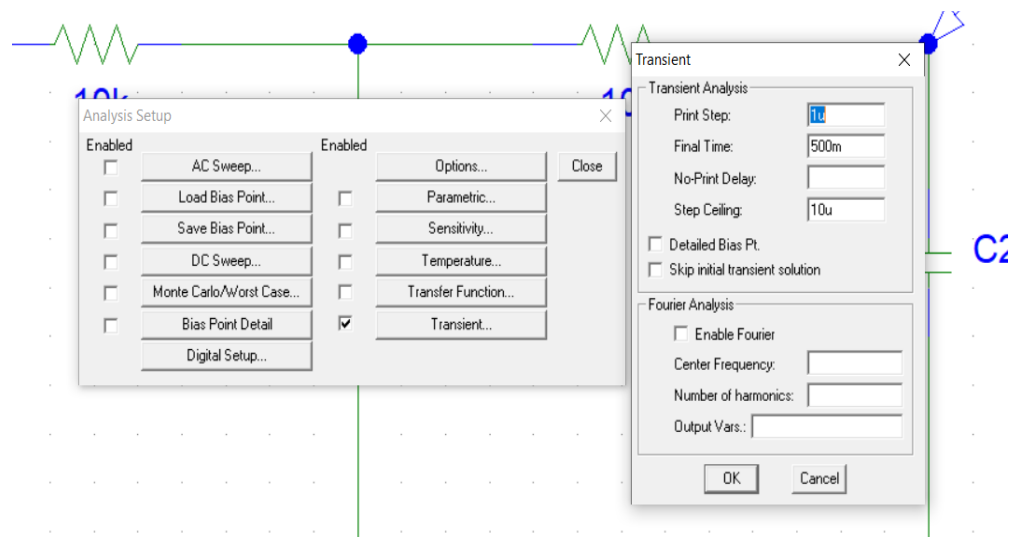 10k
Analysis Setup
Enabled
Enabled
AC Sweep...
Options...
Close
Load Bias Point...
Parametric...
Save Bias Point...
Sensitivity...
DC Sweep...
Temperature...
Monte Carlo/Worst Case...
Transfer Function...
Bias Point Detail
Transient...
Digital Setup...
Transient
Transient Analysis
Print Step: 1u
Final Time: 500m
No-Print Delay:
Step Ceiling: 10u
Detailed Bias Pt.
Skip initial transient solution
Fourier Analysis
Enable Fourier
Center Frequency:
Number of harmonics:
Output Vars.:
OK
Cancel
C2